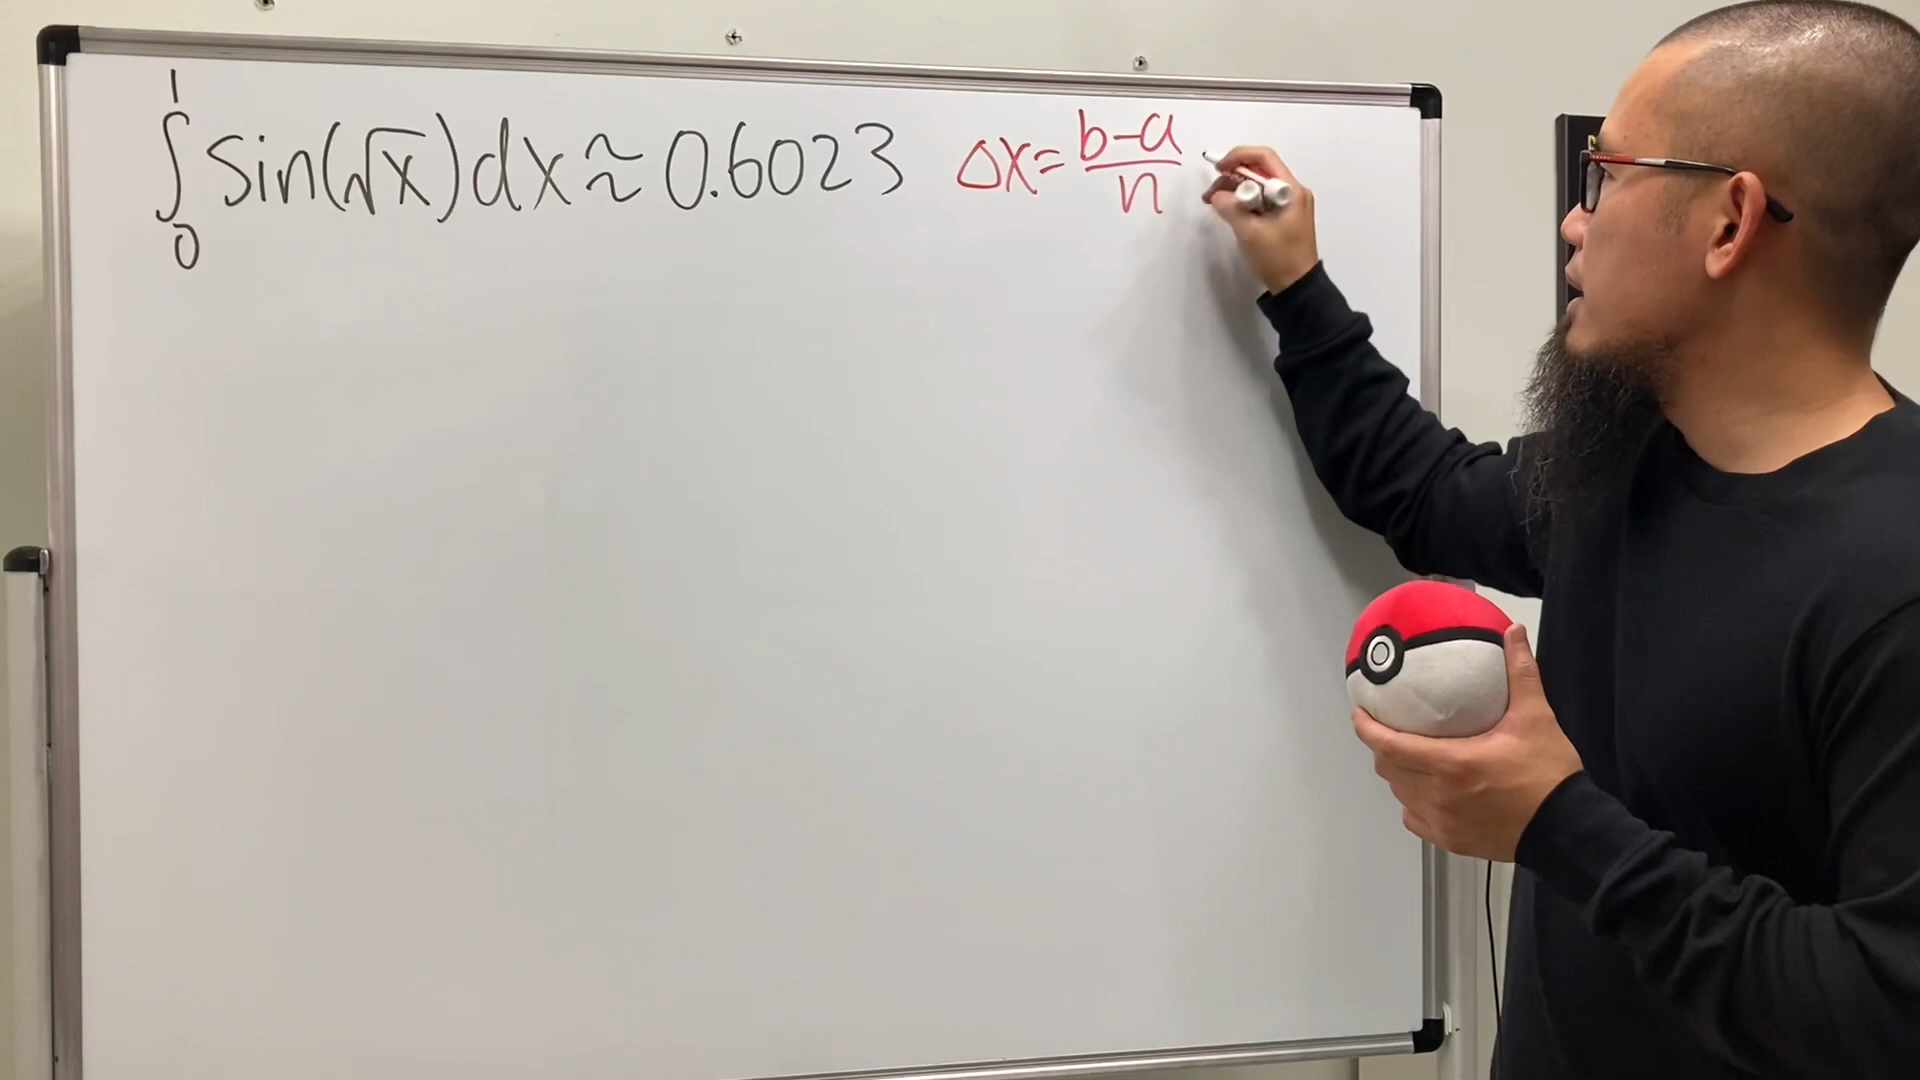 ∫₀¹ sin(√x)dx ≈ 0.6023
Δx = (b-a)/n